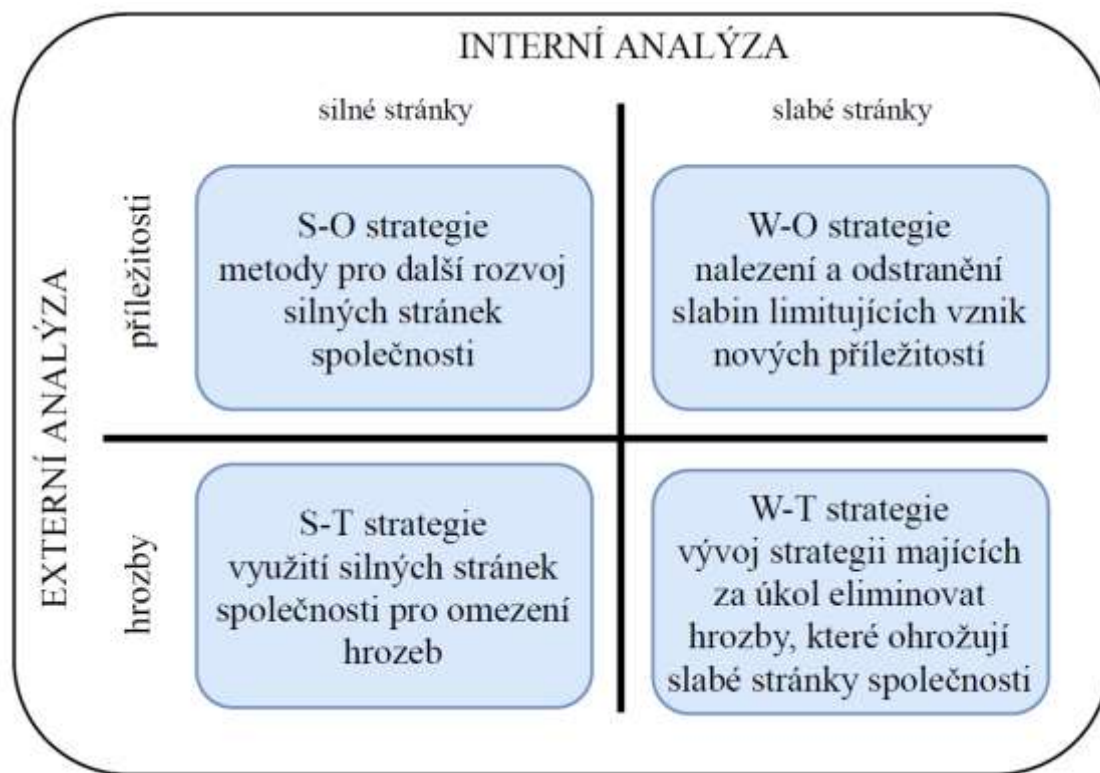 INTERNÍ ANALÝZA
silné stránky
slabé stránky
EXTERNÍ ANALÝZA
příležitosti
S-O strategie
metody pro další rozvoj
silných stránek
společnosti
W-O strategie
nalezení a odstranění
slabin limitujících vznik
nových příležitostí
hrozby
S-T strategie
využití silných stránek
společnosti pro omezení
hrozeb
W-T strategie
vývoj strategii majících
za úkol eliminovat
hrozby, které ohrožují
slabé stránky společnosti